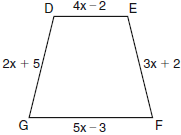 D 4x - 2 E
2x + 5 3x + 2
G 5x - 3 F